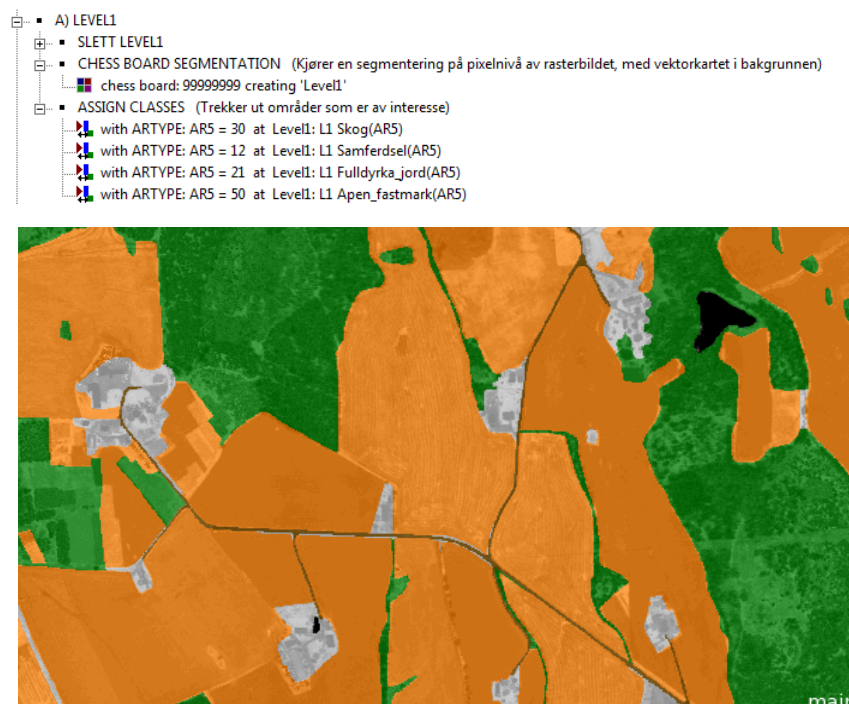 A) LEVEL1
SLETT LEVEL1
CHESS BOARD SEGMENTATION (Kjører en segmentering på pixelnivå av rasterbildet, med vektorkartet i bakgrunnen)
chess board: 99999999 creating 'Level1'
ASSIGN CLASSES (Trekker ut områder som er av interesse)
with ARTYPE: AR5 = 30 at Level1: L1 Skog(AR5)
with ARTYPE: AR5 = 12 at Level1: L1 Samferdsel(AR5)
with ARTYPE: AR5 = 21 at Level1: L1 Fulldyrka_jord(AR5)
with ARTYPE: AR5 = 50 at Level1: L1 Apen_fastmark(AR5)